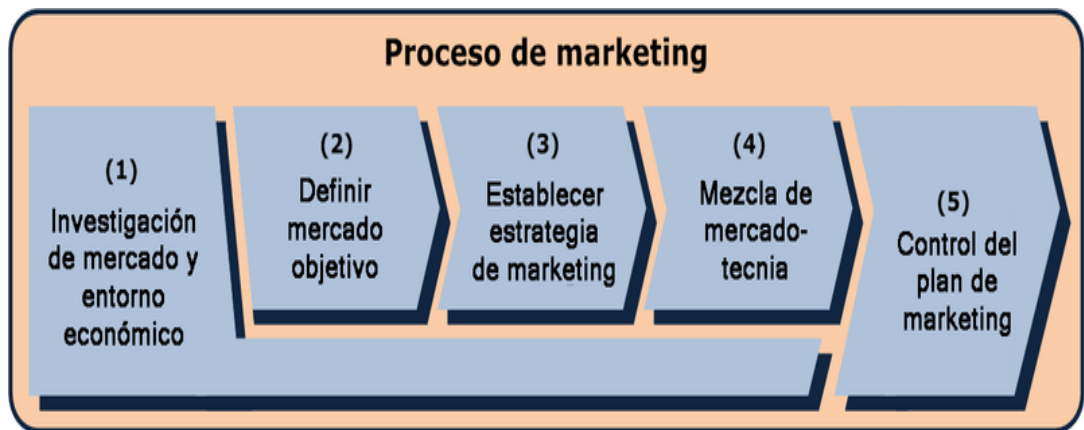 Proceso de marketing
(1)
Investigación
de mercado y
entorno
económico
(2)
Definir
mercado
objetivo
(3)
Establecer
estrategia
de marketing
(4)
Mezcla de
mercado-
tecnia
(5)
Control del
plan de
marketing